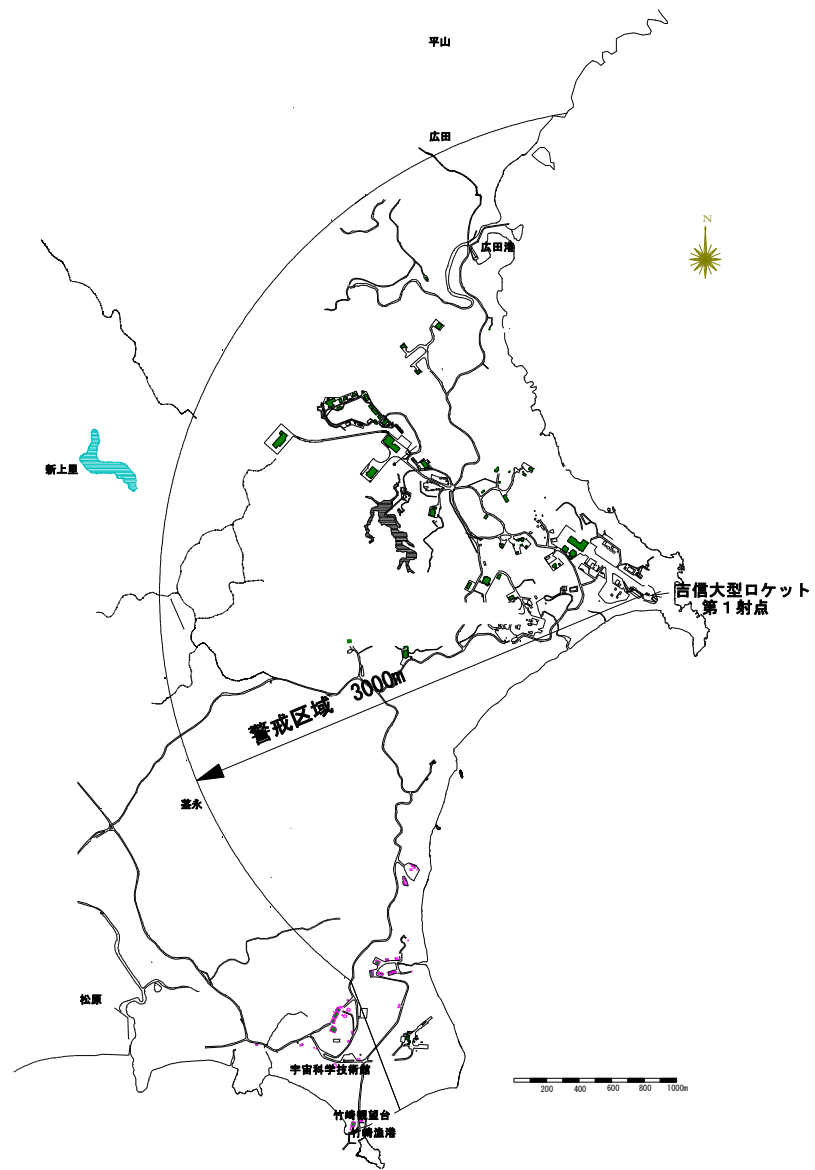 平山
広田
N
広田港
新上里
吉信大型ロケット
第1射点
警戒区域 3000m
茎永
松原
宇宙科学技術館
竹崎観望台
竹崎漁港
200 400 600 800 1000m